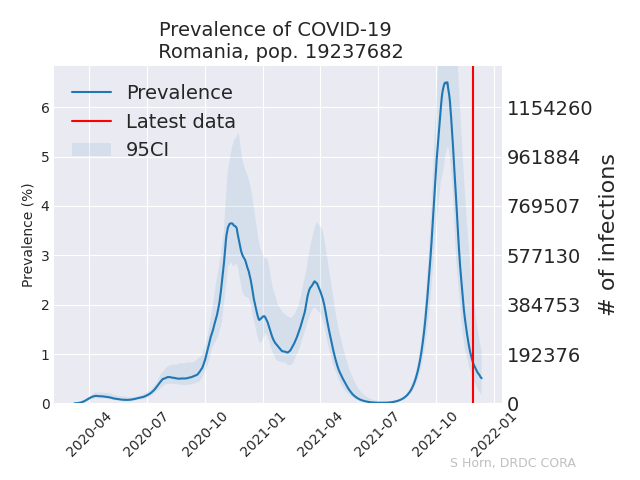 Prevalence of COVID-19
Romania, pop. 19237682
Prevalence
Latest data
95CI
Prevalence (%)
6
5
4
3
2
1
0
1154260
961884
769507
577130
384753
192376
0
# of infections
2020-04
2020-07
2020-10
2021-01
2021-04
2021-07
2021-10
2022-01
S Horn, DRDC CORA